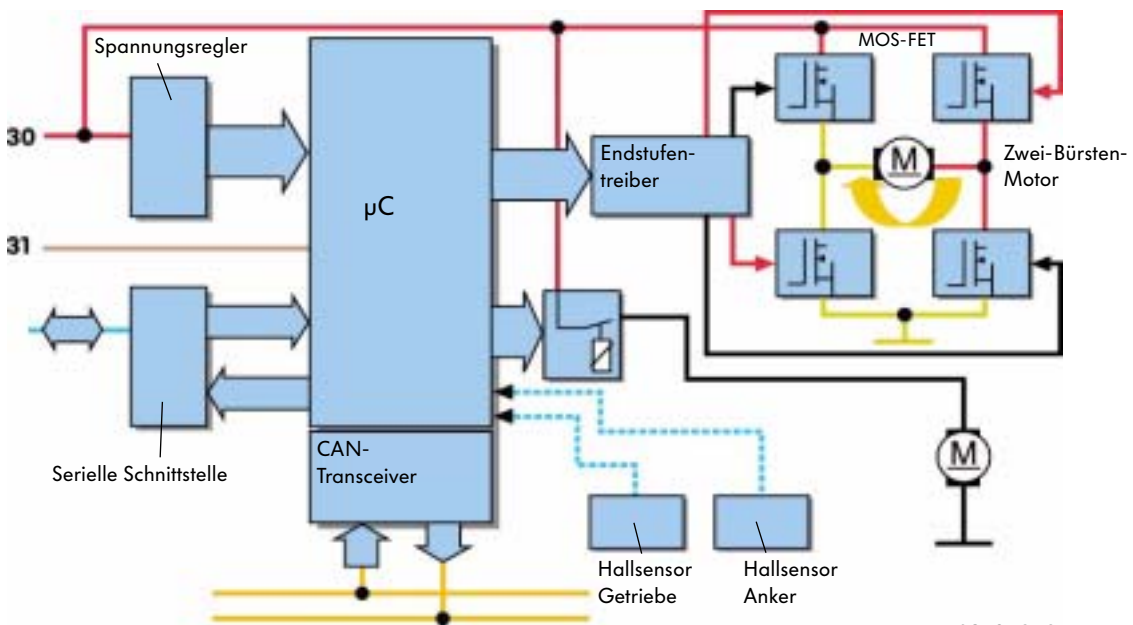 Spannungsregler
MOS-FET
30
Endstufen-
treiber
M
Zwei-Bürsten-
Motor
µC
31
CAN-
Transceiver
M
Serielle Schnittstelle
Hallsensor
Getriebe
Hallsensor
Anker